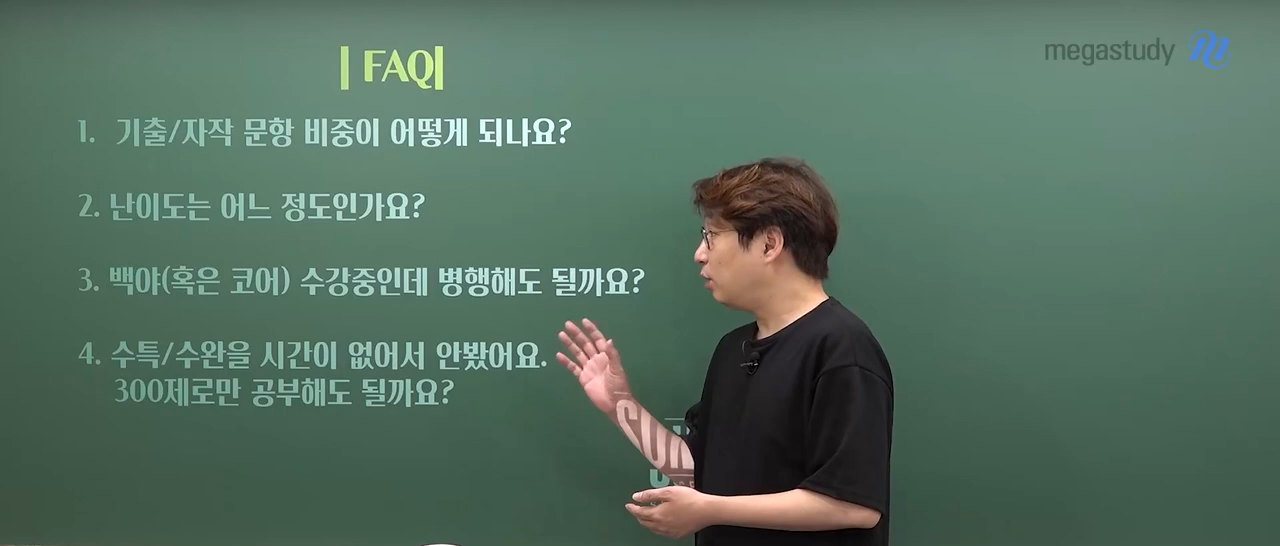 FAQ
megastudy
1. 기출/자작 문항 비중이 어떻게 되나요?
2. 난이도는 어느 정도인가요?
3. 백야(혹은 코어) 수강중인데 병행해도 될까요?
4. 수특/수완을 시간이 없어서 안봤어요.
300제로만 공부해도 될까요?